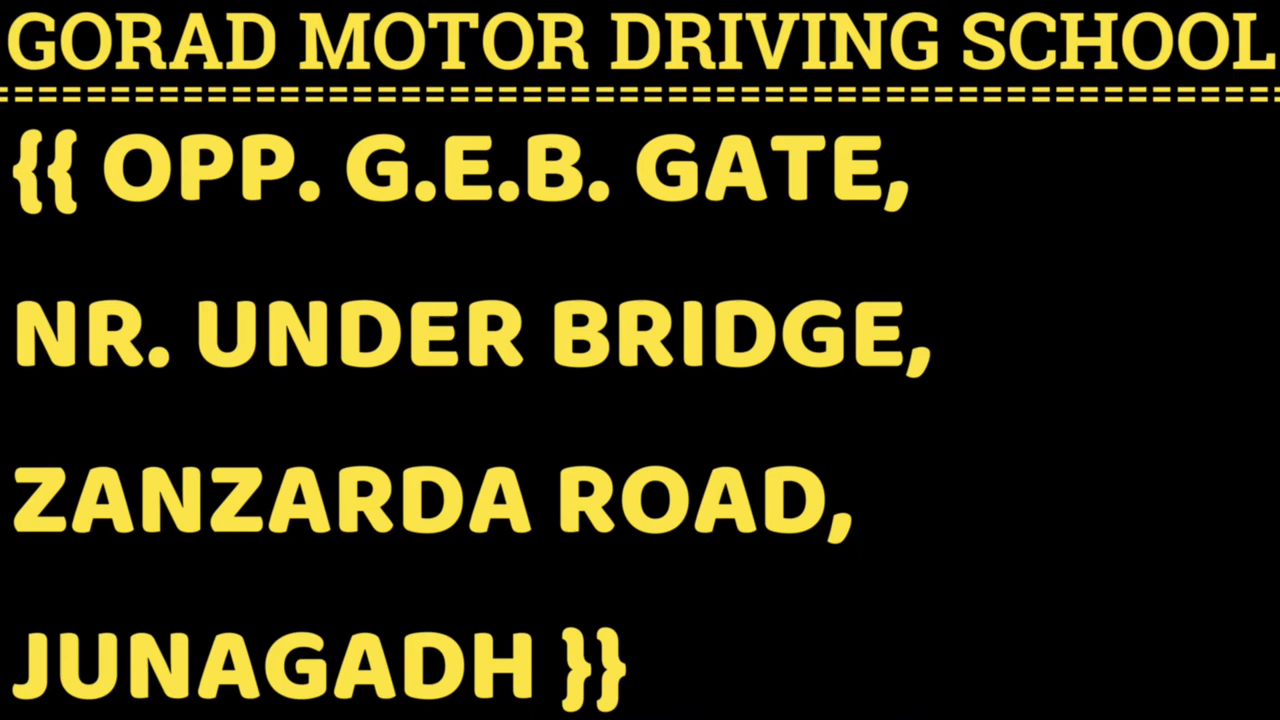 GORAD MOTOR DRIVING SCHOOL
================================================
{{ OPP. G.E.B. GATE,
NR. UNDER BRIDGE,
ZANZARDA ROAD,
JUNAGADH }}